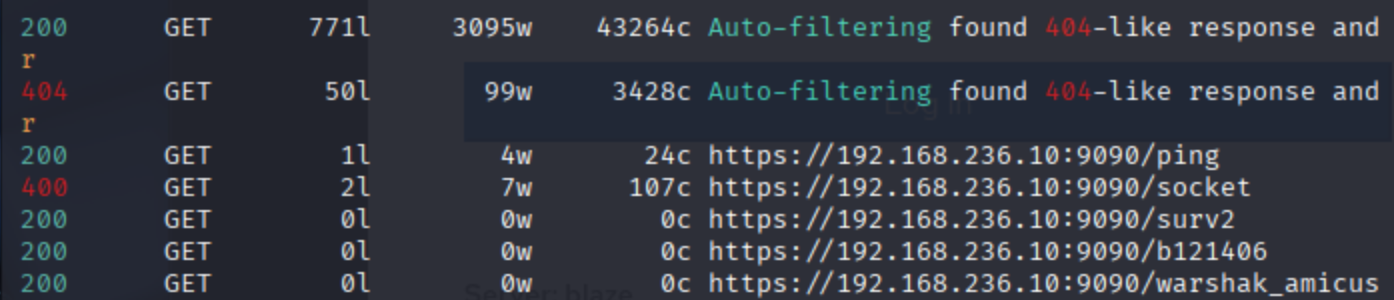 200 GET 771l 3095w 43264c Auto-filtering found 404-like response and
r
404 GET 50l 99w 3428c Auto-filtering found 404-like response and
r
Log in
200 GET 1l 4w 24c https://192.168.236.10:9090/ping
400 GET 2l 7w 107c https://192.168.236.10:9090/socket
200 GET 0l 0w 0c https://192.168.236.10:9090/surv2
200 GET 0l 0w 0c https://192.168.236.10:9090/b121406
200 GET 0l 0w 0c https://192.168.236.10:9090/warshak_amicus
Server: blaze